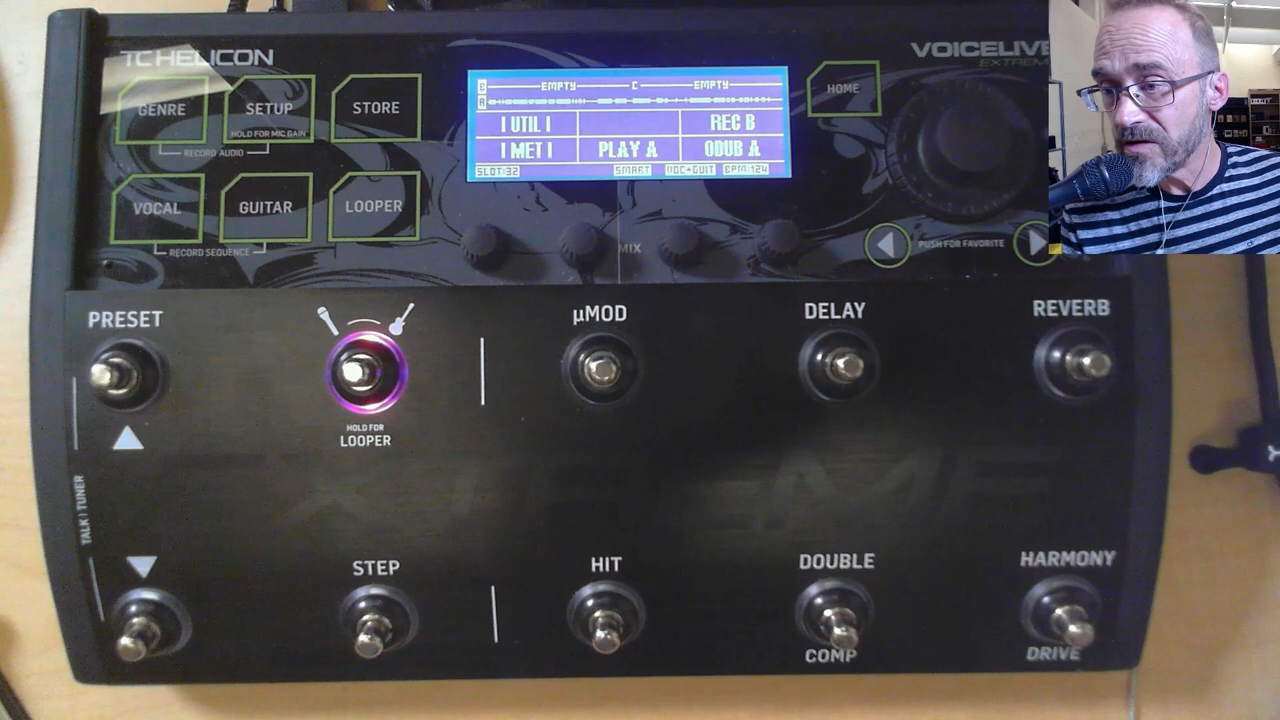 TC HELICON
VOICELIVE
EXTREME
GENRE
SETUP
HOLD FOR MIC GAIN
STORE
HOME
RECORD AUDIO
B EMPTY C EMPTY
A
UTIL REC B
MET PLAY A ODUB A
SLOT:32 SMART VOC+GUIT BPM:124
VOCAL
GUITAR
LOOPER
RECORD SEQUENCE
MIX
PUSH FOR FAVORITE
PRESET
µMOD
DELAY
REVERB
HOLD FOR
LOOPER
TALK | TUNER
STEP
HIT
DOUBLE
HARMONY
COMP
DRIVE